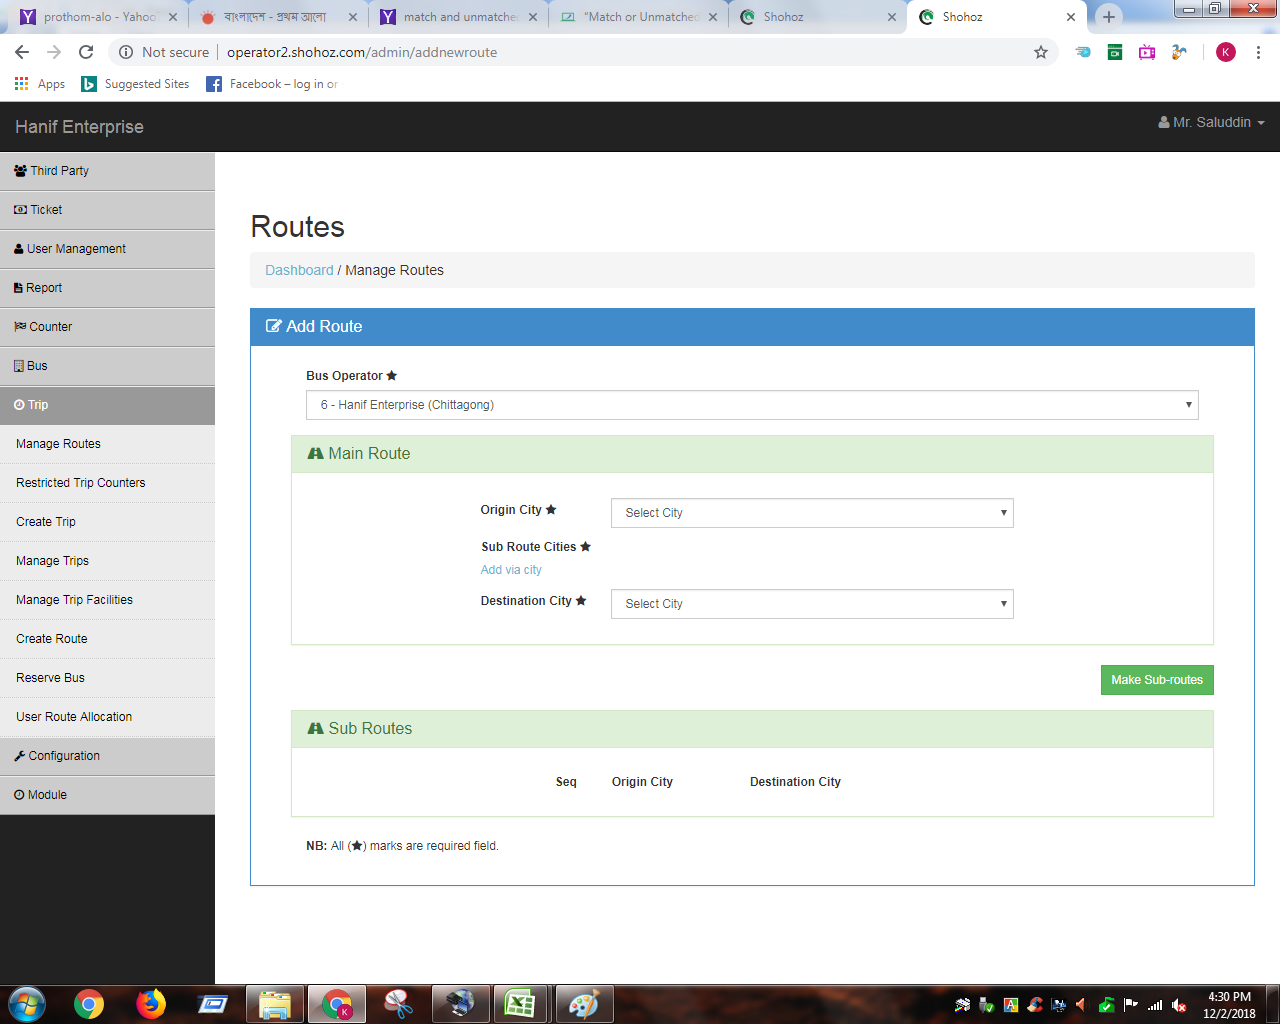 prothom-alo - Yahoo
বাংলাদেশ - প্রথম আলো
match and unmatche
"Match or Unmatched
Shohoz
Shohoz
Not secure
operator2.shohoz.com/admin/addnewroute
K
Apps
Suggested Sites
Facebook – log in or
Hanif Enterprise
Mr. Saluddin
Third Party
Ticket
User Management
Report
Counter
Bus
Trip
Manage Routes
Restricted Trip Counters
Create Trip
Manage Trips
Manage Trip Facilities
Create Route
Reserve Bus
User Route Allocation
Configuration
Module
Routes
Dashboard / Manage Routes
Add Route
Bus Operator ★
6 - Hanif Enterprise (Chittagong)
Main Route
Origin City ★
Select City
Sub Route Cities ★
Add via city
Destination City ★
Select City
Make Sub-routes
Sub Routes
Seq Origin City Destination City
NB: All (★) marks are required field.
4:30 PM
12/2/2018